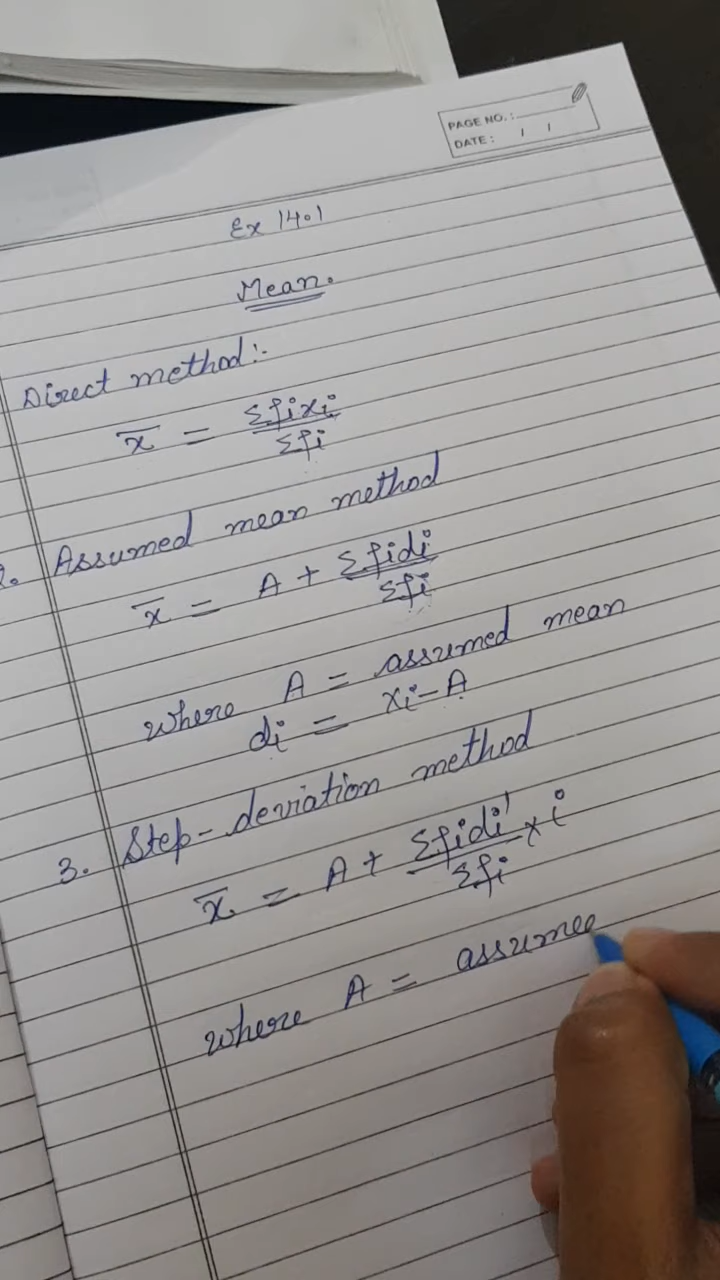 PAGE NO.:
DATE: / /
Ex 14.1
Mean.
Direct method:-
x̄ = Σfixi / Σfi
2. Assumed mean method
x̄ = A + Σfidi / Σfi
where A = assumed mean
di = xi - A
3. Step-deviation method
x̄ = A + Σfidi' / Σfi × i
where A = assume